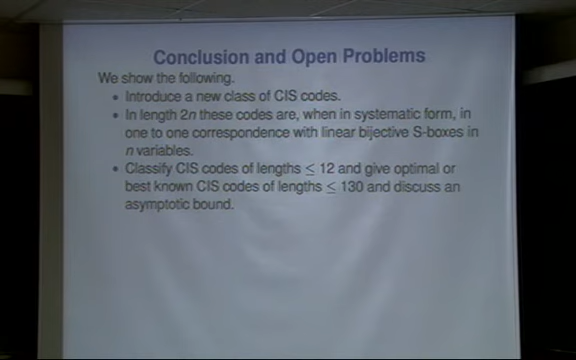 Conclusion and Open Problems
We show the following.
• Introduce a new class of CIS codes.
• In length 2n these codes are, when in systematic form, in
one to one correspondence with linear bijective S-boxes in
n variables.
• Classify CIS codes of lengths ≤ 12 and give optimal or
best known CIS codes of lengths ≤ 130 and discuss an
asymptotic bound.